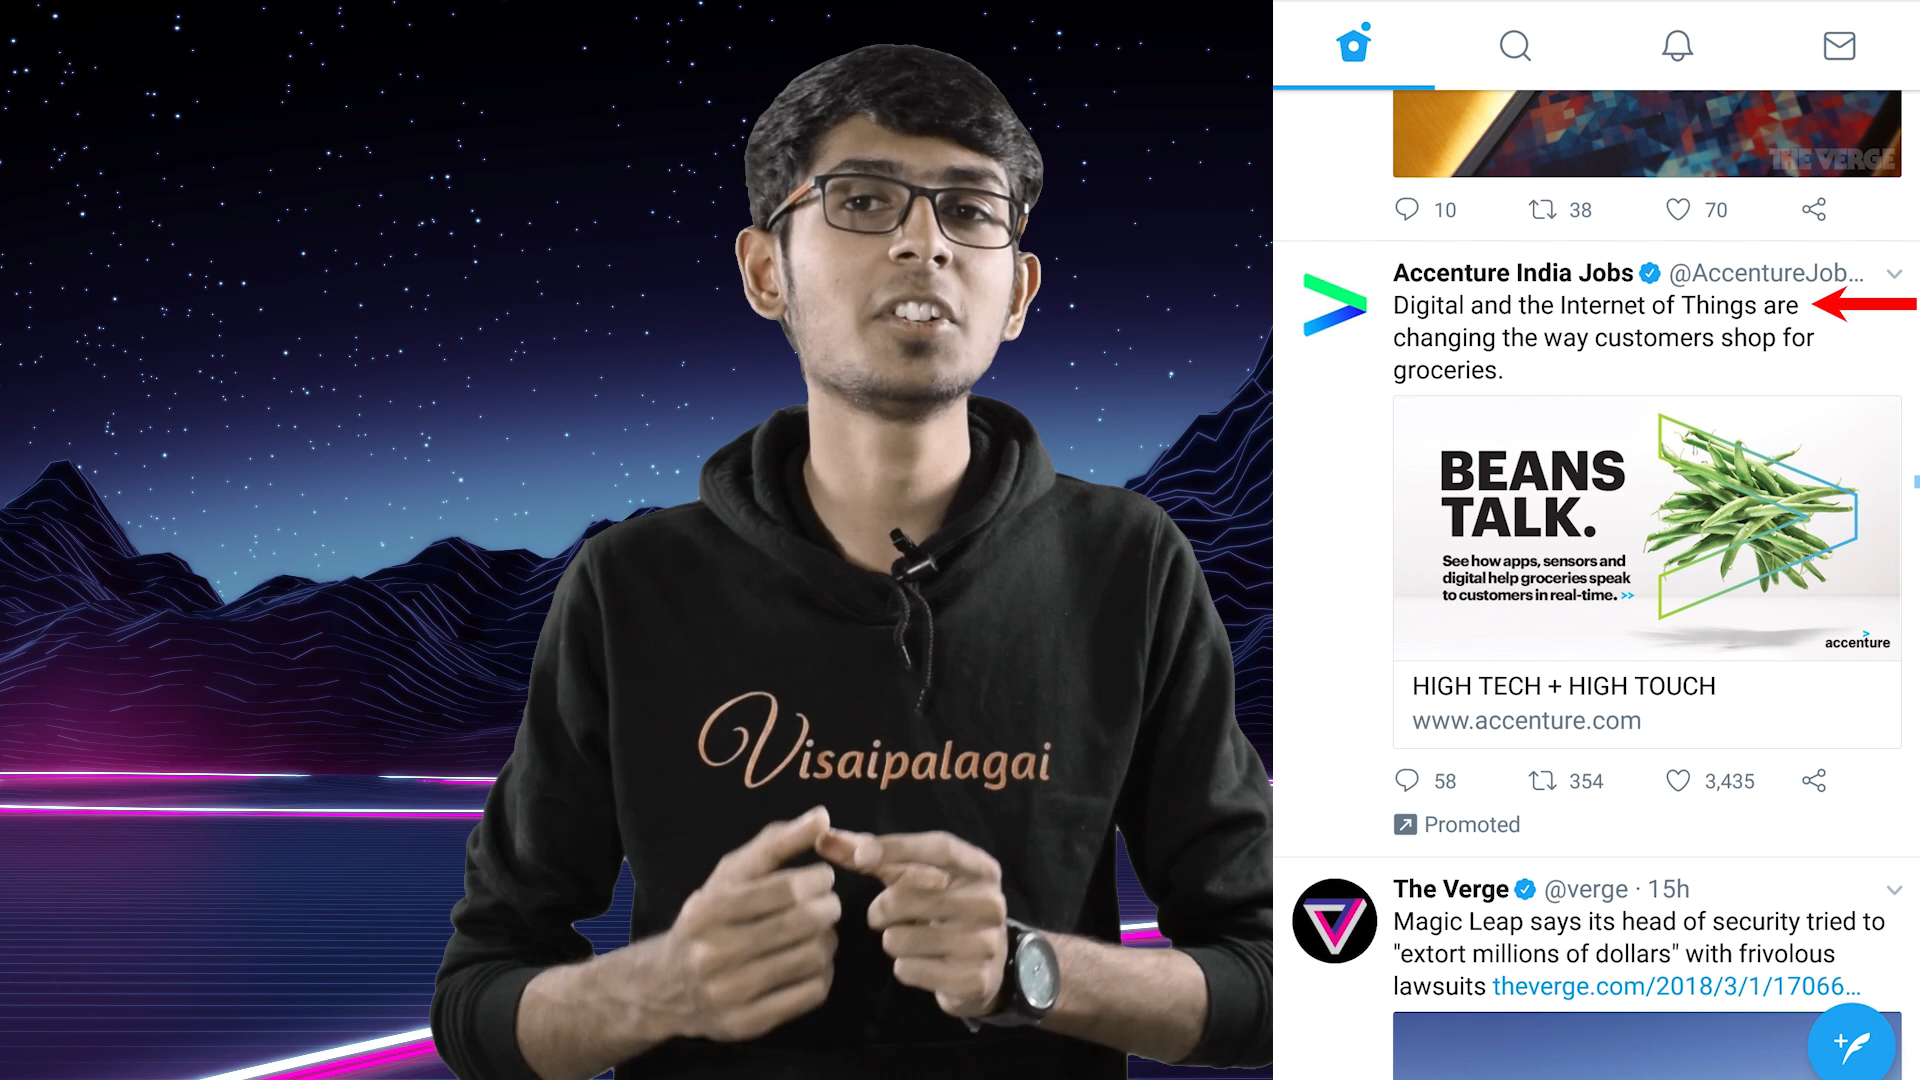 Visaipalagai
THE VERGE
10
38
70
Accenture India Jobs @AccentureJob...
Digital and the Internet of Things are
changing the way customers shop for
groceries.
BEANS
TALK.
See how apps, sensors and
digital help groceries speak
to customers in real-time. >>
accenture
HIGH TECH + HIGH TOUCH
www.accenture.com
58
354
3,435
Promoted
The Verge @verge · 15h
Magic Leap says its head of security tried to
"extort millions of dollars" with frivolous
lawsuits theverge.com/2018/3/1/17066...